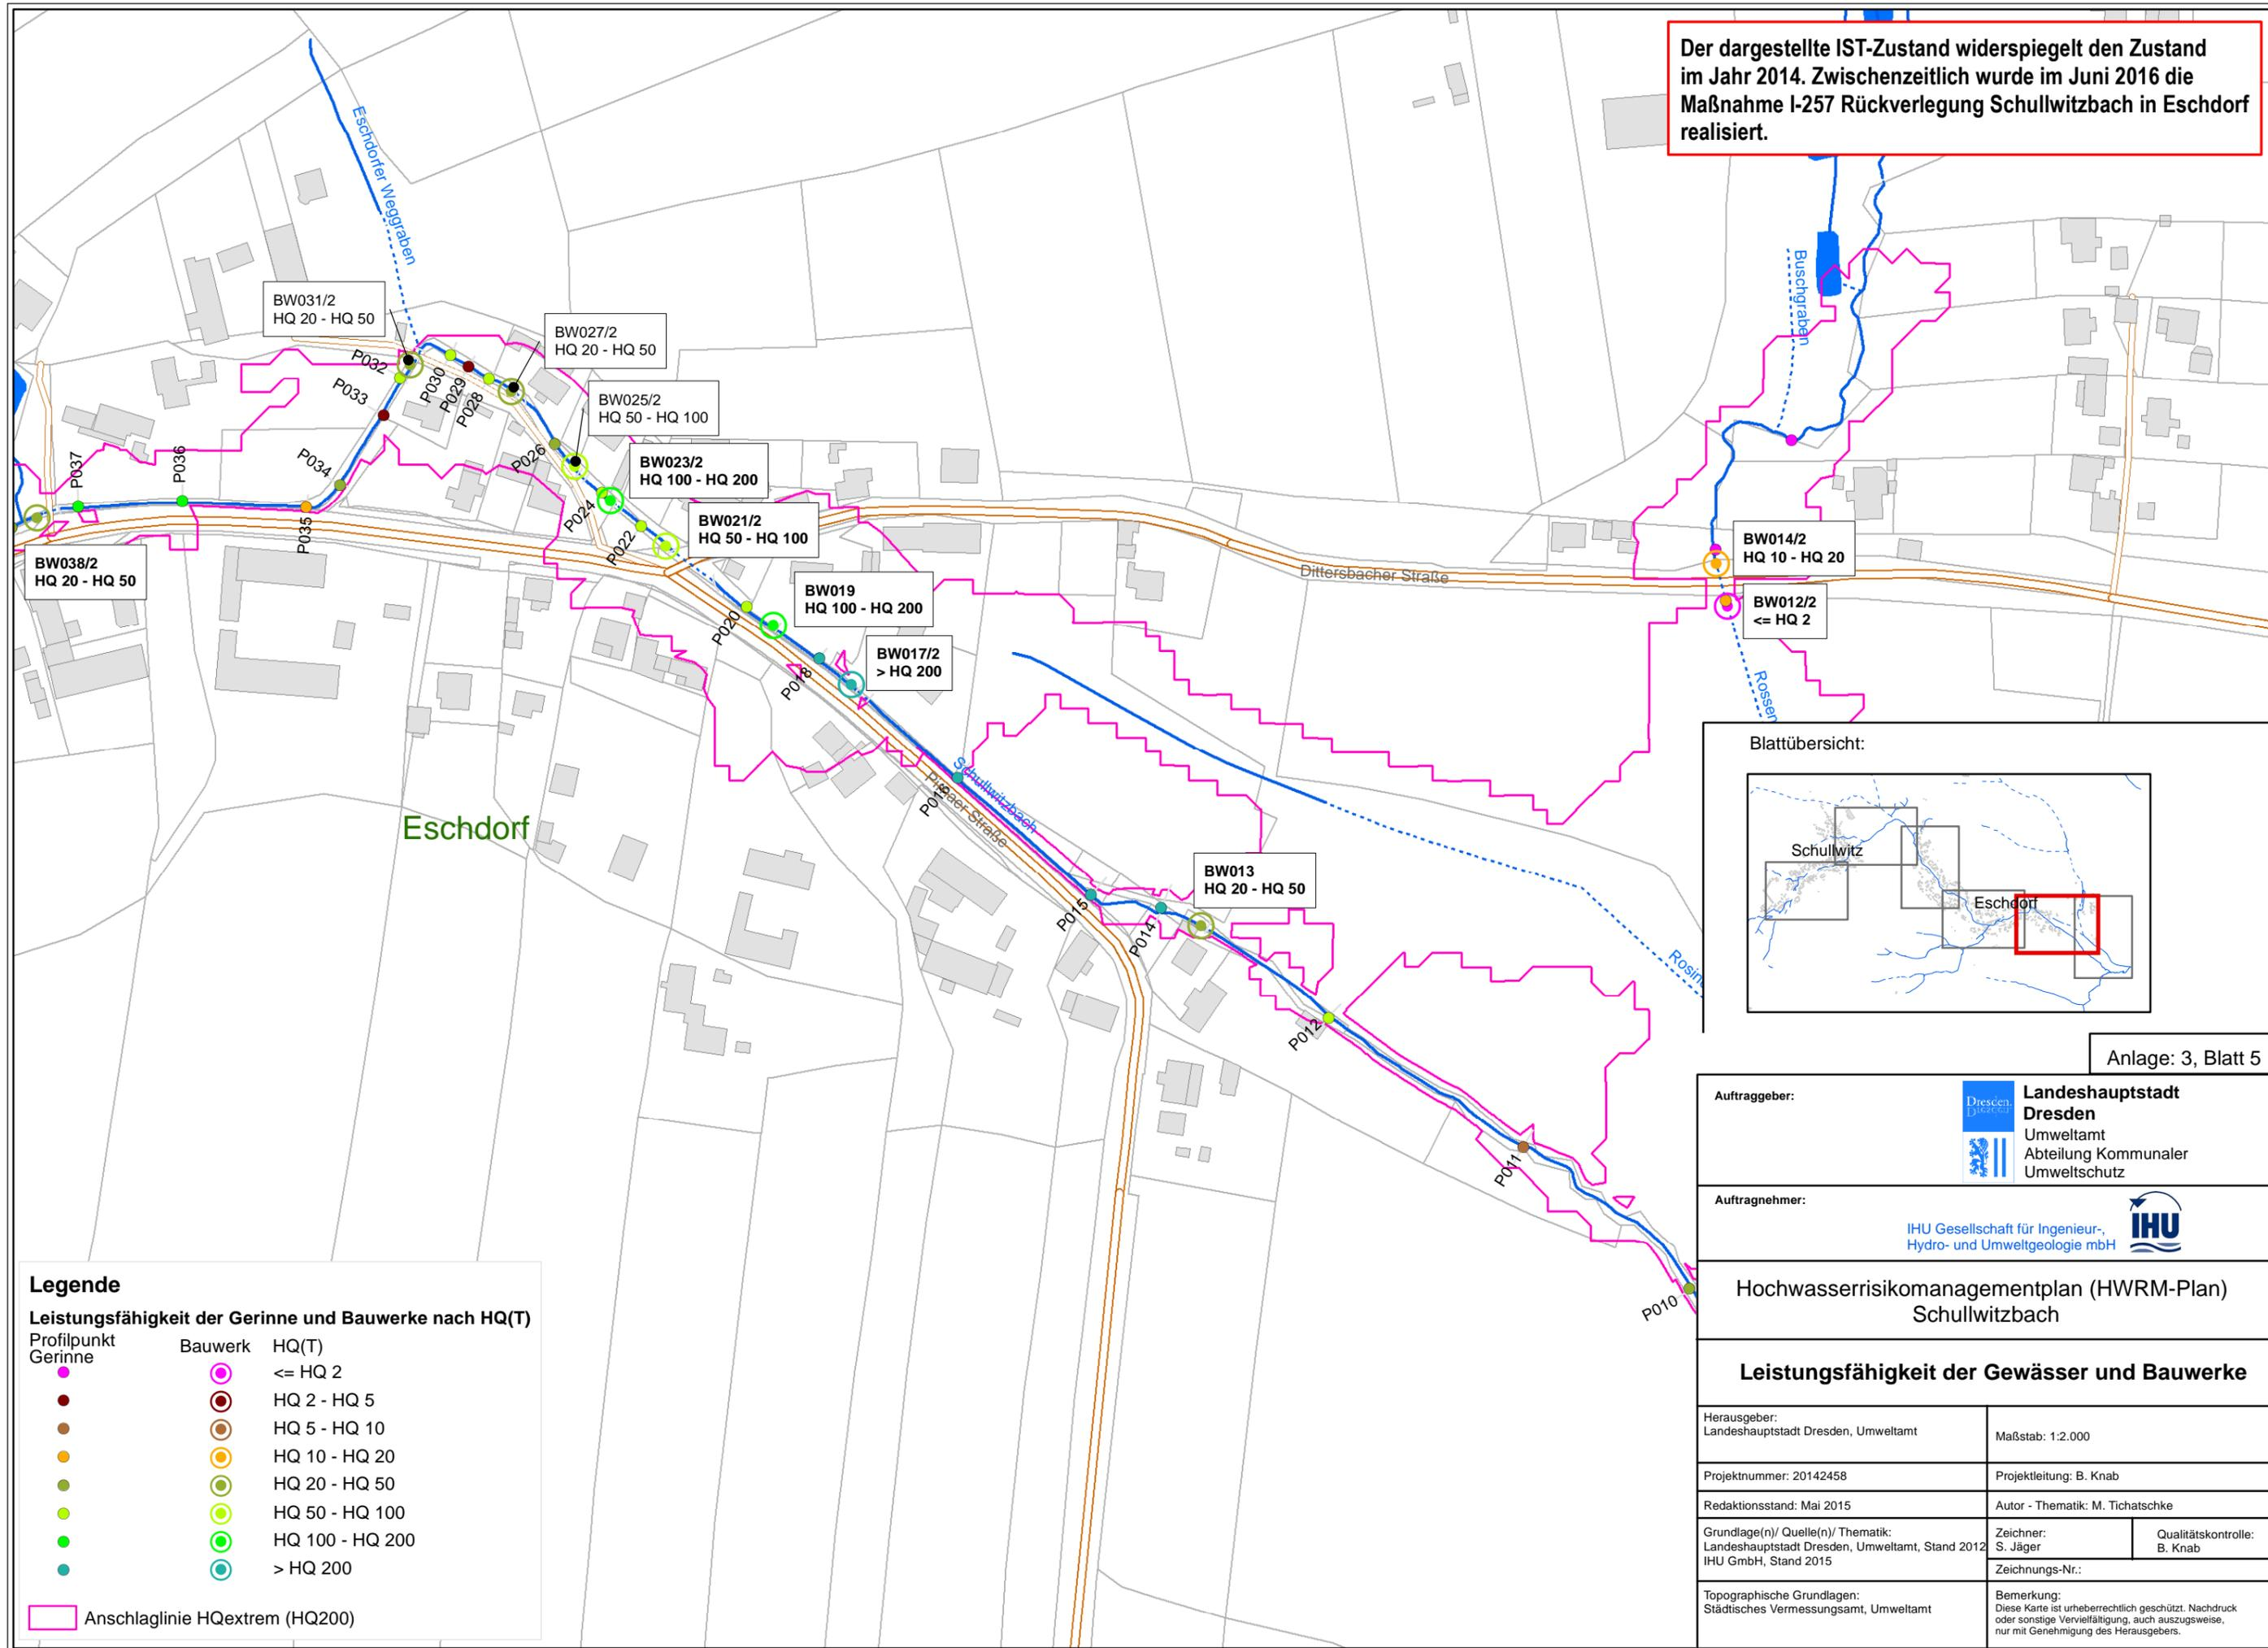 Der dargestellte IST-Zustand widerspiegelt den Zustand
im Jahr 2014. Zwischenzeitlich wurde im Juni 2016 die
Maßnahme I-257 Rückverlegung Schullwitzbach in Eschdorf
realisiert.
Eschdorfer Weggraben
Buschgraben
BW031/2
HQ 20 - HQ 50
BW027/2
HQ 20 - HQ 50
BW025/2
HQ 50 - HQ 100
BW023/2
HQ 100 - HQ 200
BW021/2
HQ 50 - HQ 100
BW038/2
HQ 20 - HQ 50
BW019
HQ 100 - HQ 200
BW017/2
> HQ 200
BW014/2
HQ 10 - HQ 20
BW012/2
<= HQ 2
BW013
HQ 20 - HQ 50
P037
P036
P035
P034
P033
P032
P030
P029
P028
P026
P024
P022
P020
P018
P016
P015
P014
P012
P011
P010
Dittersbacher Straße
Schullwitzbach
Pirnaer Straße
Rossen
Rosin
Eschdorf
Blattübersicht:
Schullwitz
Eschdorf
Anlage: 3, Blatt 5
Auftraggeber:
Dresden.
Dresden
Landeshauptstadt
Dresden
Umweltamt
Abteilung Kommunaler
Umweltschutz
Auftragnehmer:
IHU Gesellschaft für Ingenieur-,
Hydro- und Umweltgeologie mbH
IHU
Hochwasserrisikomanagementplan (HWRM-Plan)
Schullwitzbach
Leistungsfähigkeit der Gewässer und Bauwerke
Herausgeber:
Landeshauptstadt Dresden, Umweltamt
Maßstab: 1:2.000
Projektnummer: 20142458
Projektleitung: B. Knab
Redaktionsstand: Mai 2015
Autor - Thematik: M. Tichatschke
Grundlage(n)/ Quelle(n)/ Thematik:
Landeshauptstadt Dresden, Umweltamt, Stand 2012
IHU GmbH, Stand 2015
Zeichner:
S. Jäger
Qualitätskontrolle:
B. Knab
Zeichnungs-Nr.:
Topographische Grundlagen:
Städtisches Vermessungsamt, Umweltamt
Bemerkung:
Diese Karte ist urheberrechtlich geschützt. Nachdruck
oder sonstige Vervielfältigung, auch auszugsweise,
nur mit Genehmigung des Herausgebers.
Legende
Leistungsfähigkeit der Gerinne und Bauwerke nach HQ(T)
Profilpunkt
Gerinne
Bauwerk HQ(T)
<= HQ 2
HQ 2 - HQ 5
HQ 5 - HQ 10
HQ 10 - HQ 20
HQ 20 - HQ 50
HQ 50 - HQ 100
HQ 100 - HQ 200
> HQ 200
Anschlaglinie HQextrem (HQ200)